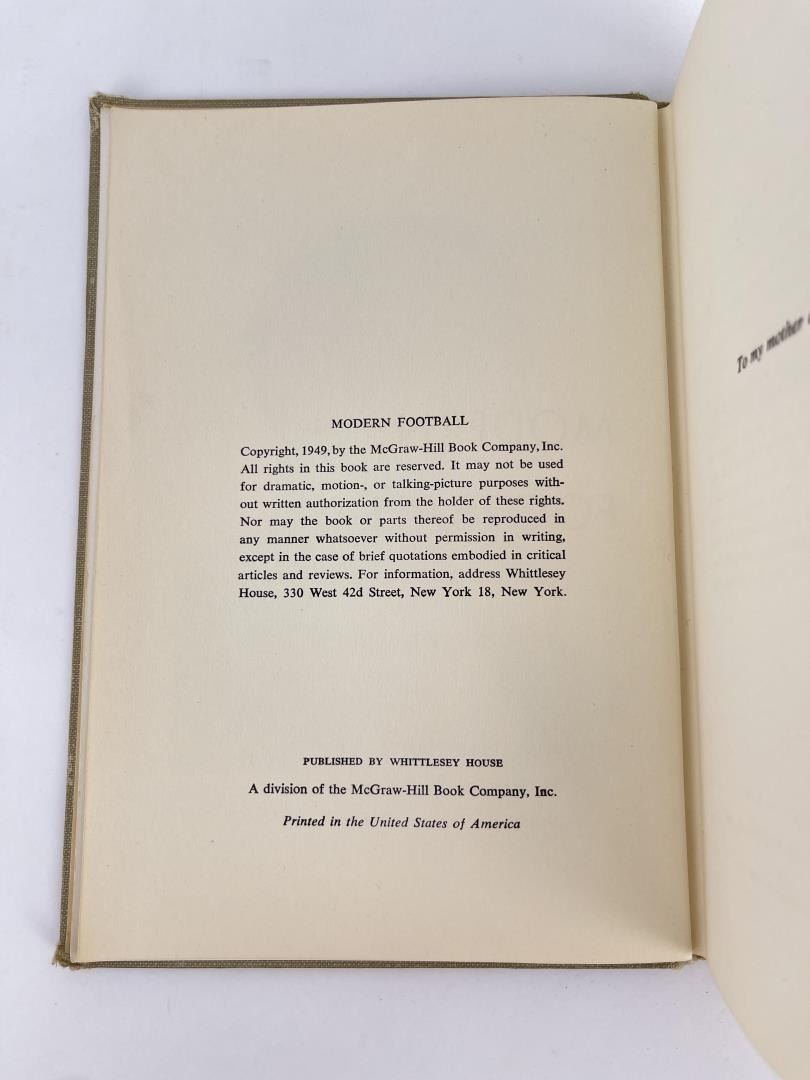 MODERN FOOTBALL
Copyright, 1949, by the McGraw-Hill Book Company, Inc.
All rights in this book are reserved. It may not be used
for dramatic, motion-, or talking-picture purposes with-
out written authorization from the holder of these rights.
Nor may the book or parts thereof be reproduced in
any manner whatsoever without permission in writing,
except in the case of brief quotations embodied in critical
articles and reviews. For information, address Whittlesey
House, 330 West 42d Street, New York 18, New York.
PUBLISHED BY WHITTLESEY HOUSE
A division of the McGraw-Hill Book Company, Inc.
Printed in the United States of America
To my mother